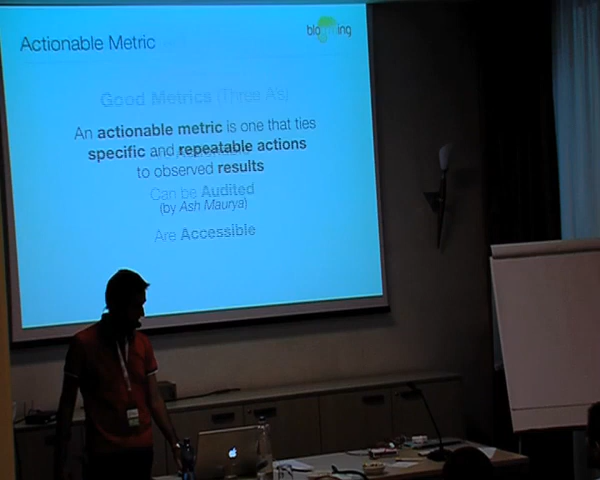 Actionable Metric
blooming
Good Metrics (Three A's)
An actionable metric is one that ties
specific and repeatable actions
to observed results
Can be Audited
(by Ash Maurya)
Are Accessible